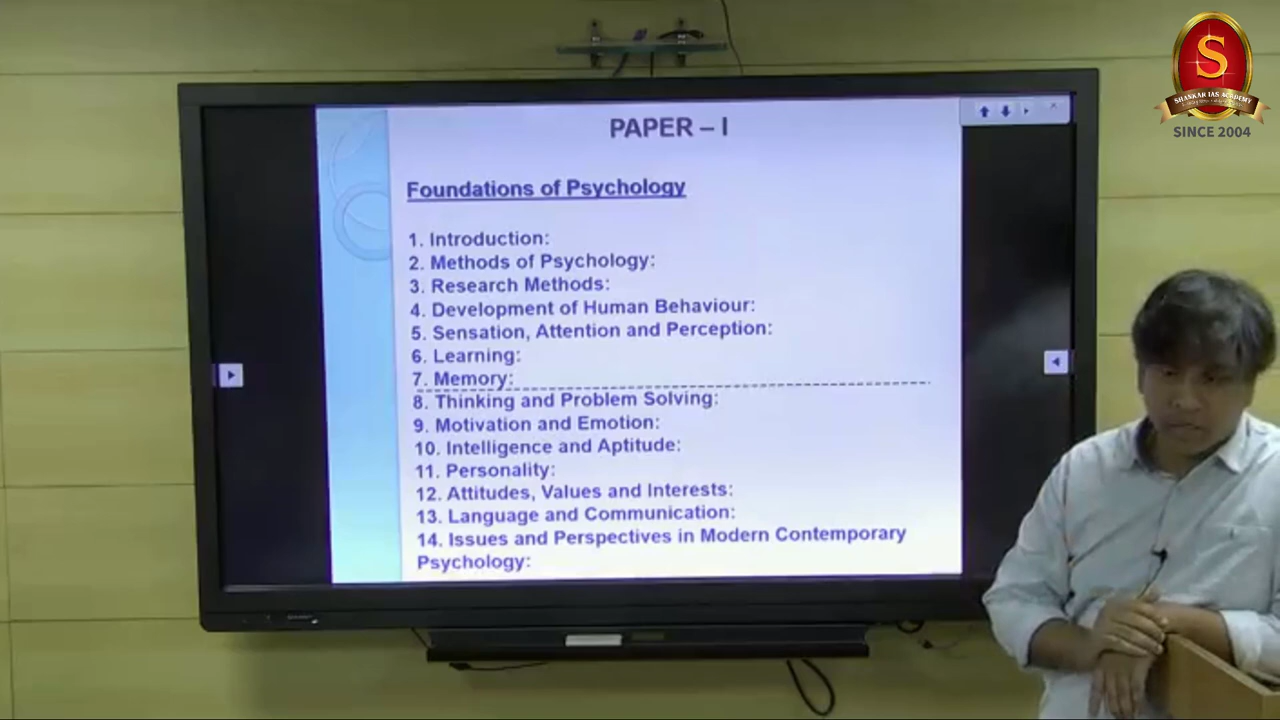 S
SHANKAR IAS ACADEMY
SINCE 2004
PAPER – I
Foundations of Psychology
1. Introduction:
2. Methods of Psychology:
3. Research Methods:
4. Development of Human Behaviour:
5. Sensation, Attention and Perception:
6. Learning:
7. Memory:
8. Thinking and Problem Solving:
9. Motivation and Emotion:
10. Intelligence and Aptitude:
11. Personality:
12. Attitudes, Values and Interests:
13. Language and Communication:
14. Issues and Perspectives in Modern Contemporary
Psychology: